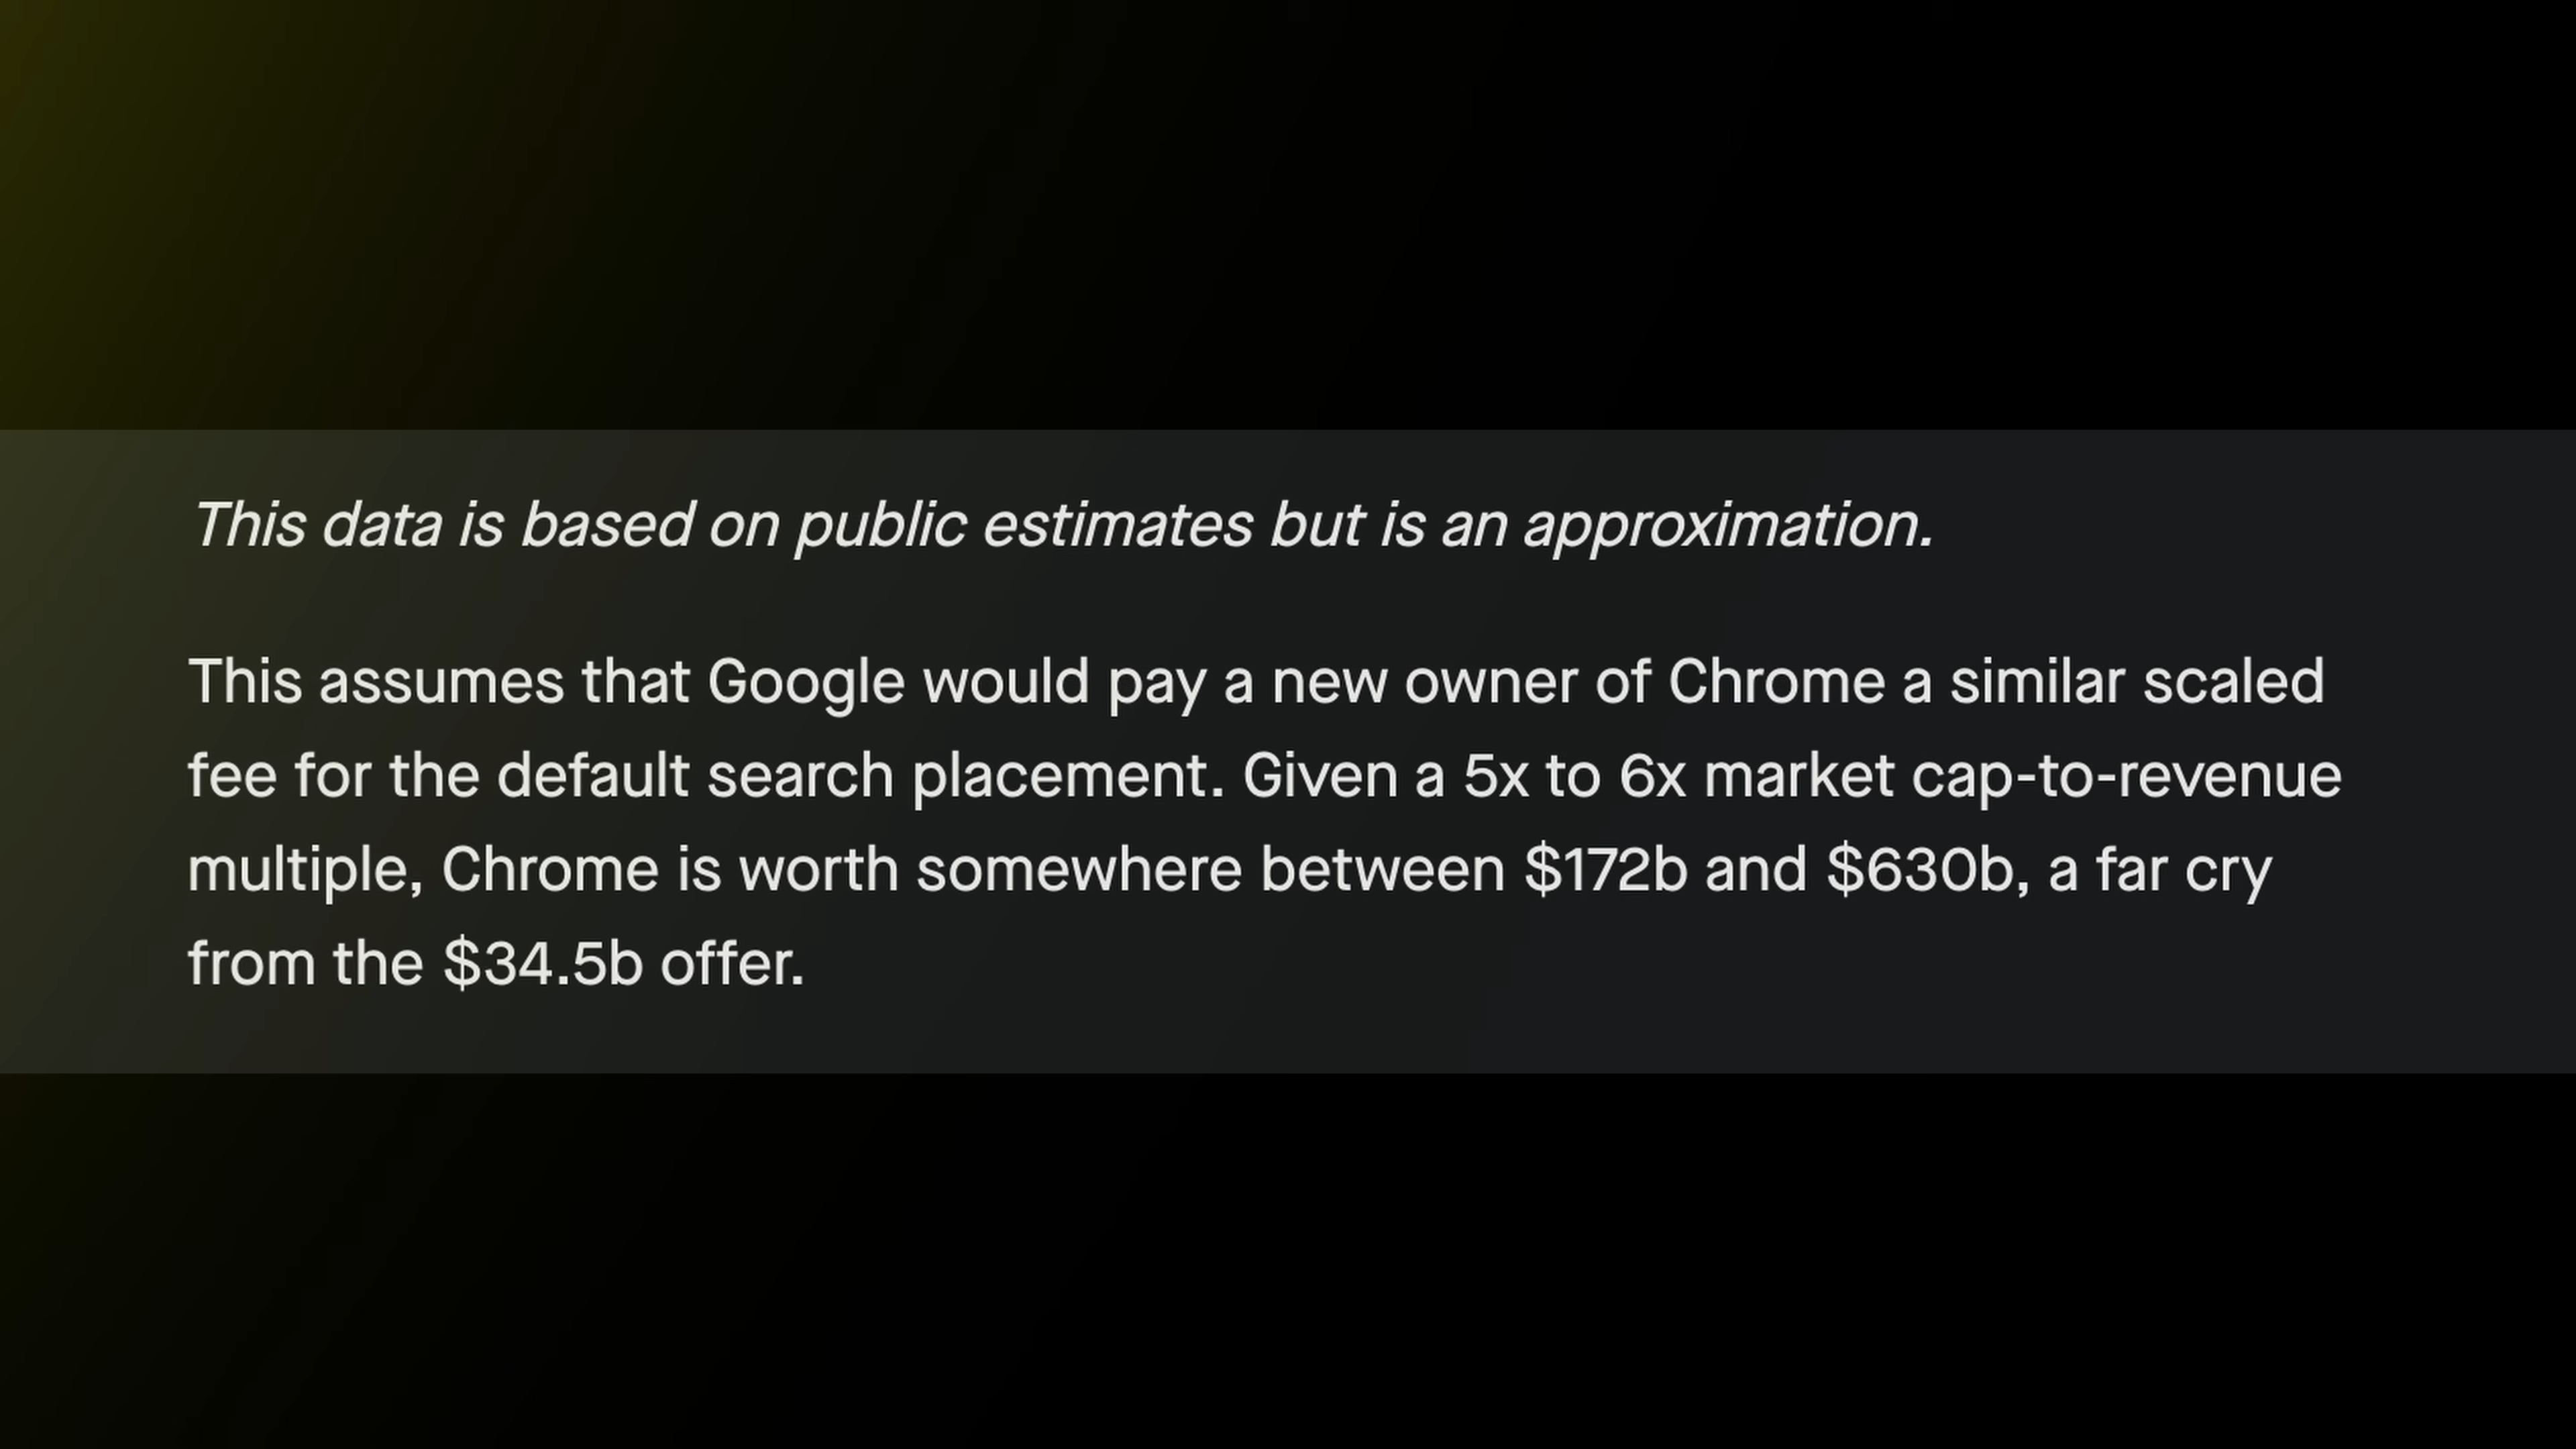 This data is based on public estimates but is an approximation.
This assumes that Google would pay a new owner of Chrome a similar scaled
fee for the default search placement. Given a 5x to 6x market cap-to-revenue
multiple, Chrome is worth somewhere between $172b and $630b, a far cry
from the $34.5b offer.